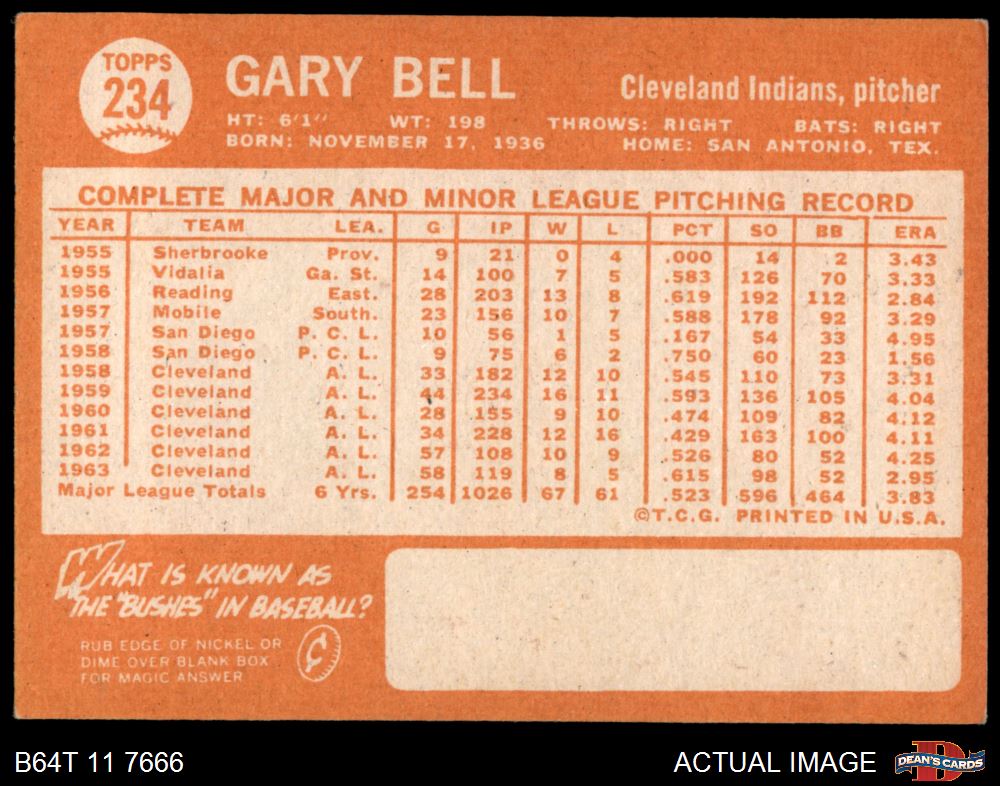 TOPPS
234
GARY BELL
Cleveland Indians, pitcher
HT: 6'1" WT: 198 THROWS: RIGHT BATS: RIGHT
BORN: NOVEMBER 17, 1936 HOME: SAN ANTONIO, TEX.
COMPLETE MAJOR AND MINOR LEAGUE PITCHING RECORD
YEAR TEAM LEA. G IP W L PCT SO BB ERA
1955 Sherbrooke Prov. 9 21 0 4 .000 14 2 3.43
1955 Vidalia Ga. St. 14 100 7 5 .583 126 70 3.33
1956 Reading East. 28 203 13 8 .619 192 112 2.84
1957 Mobile South. 23 156 10 7 .588 178 92 3.29
1957 San Diego P. C. L. 10 56 1 5 .167 54 33 4.95
1958 San Diego P. C. L. 9 75 6 2 .750 60 23 1.56
1958 Cleveland A. L. 33 182 12 10 .545 110 73 3.31
1959 Cleveland A. L. 44 234 16 11 .593 136 105 4.04
1960 Cleveland A. L. 28 155 9 10 .474 109 82 4.12
1961 Cleveland A. L. 34 228 12 16 .429 163 100 4.11
1962 Cleveland A. L. 57 108 10 9 .526 80 52 4.25
1963 Cleveland A. L. 58 119 8 5 .615 98 52 2.95
Major League Totals 6 Yrs. 254 1026 67 61 .523 596 464 3.83
©T.C.G. PRINTED IN U.S.A.
WHAT IS KNOWN AS
THE "BUSHES" IN BASEBALL?
RUB EDGE OF NICKEL OR
DIME OVER BLANK BOX
FOR MAGIC ANSWER
¢
B64T 11 7666
ACTUAL IMAGE
D
DEAN'S CARDS